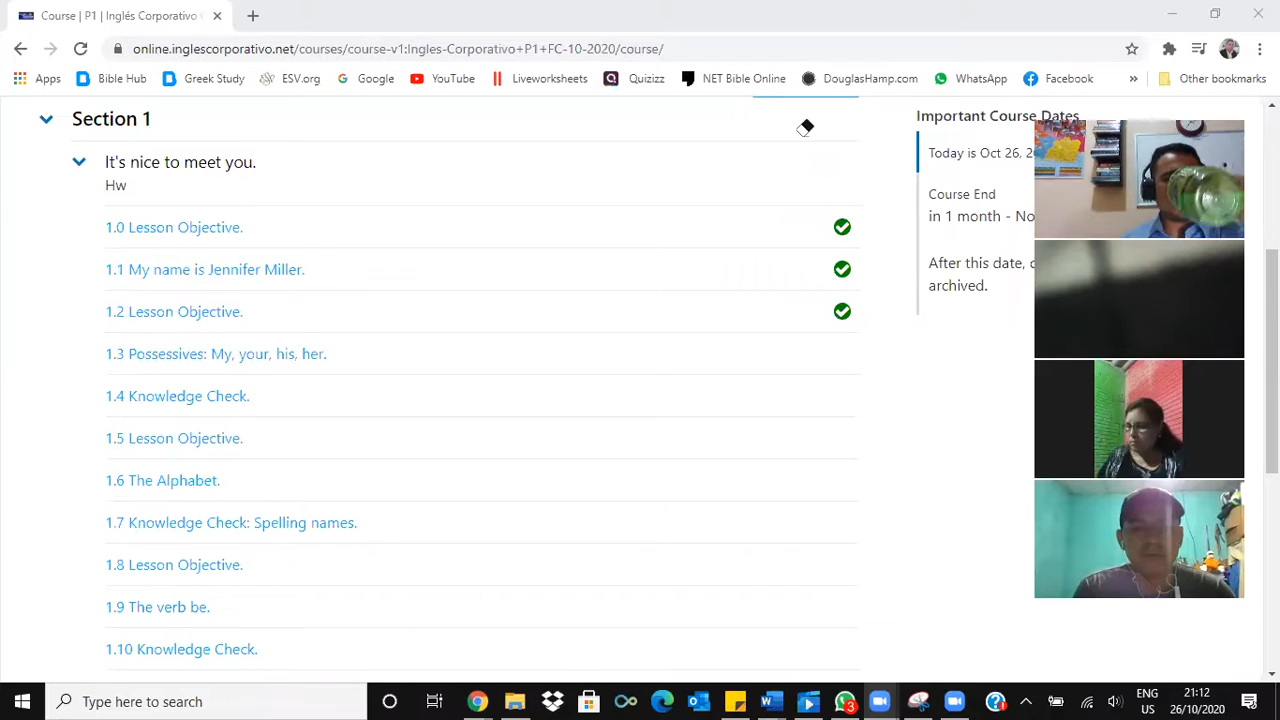 Course | P1 | Inglés Corporativo
online.inglescorporativo.net/courses/course-v1:Ingles-Corporativo+P1+FC-10-2020/course/
Apps Bible Hub Greek Study ESV.org Google YouTube Liveworksheets Quizizz NET Bible Online DouglasHamp.com WhatsApp Facebook » Other bookmarks
Section 1
It's nice to meet you.
Hw
1.0 Lesson Objective.
1.1 My name is Jennifer Miller.
1.2 Lesson Objective.
1.3 Possessives: My, your, his, her.
1.4 Knowledge Check.
1.5 Lesson Objective.
1.6 The Alphabet.
1.7 Knowledge Check: Spelling names.
1.8 Lesson Objective.
1.9 The verb be.
1.10 Knowledge Check.
Important Course Dates
Today is Oct 26,
Course End
in 1 month - No
After this date,
archived.
Type here to search
3
ENG
US
21:12
26/10/2020